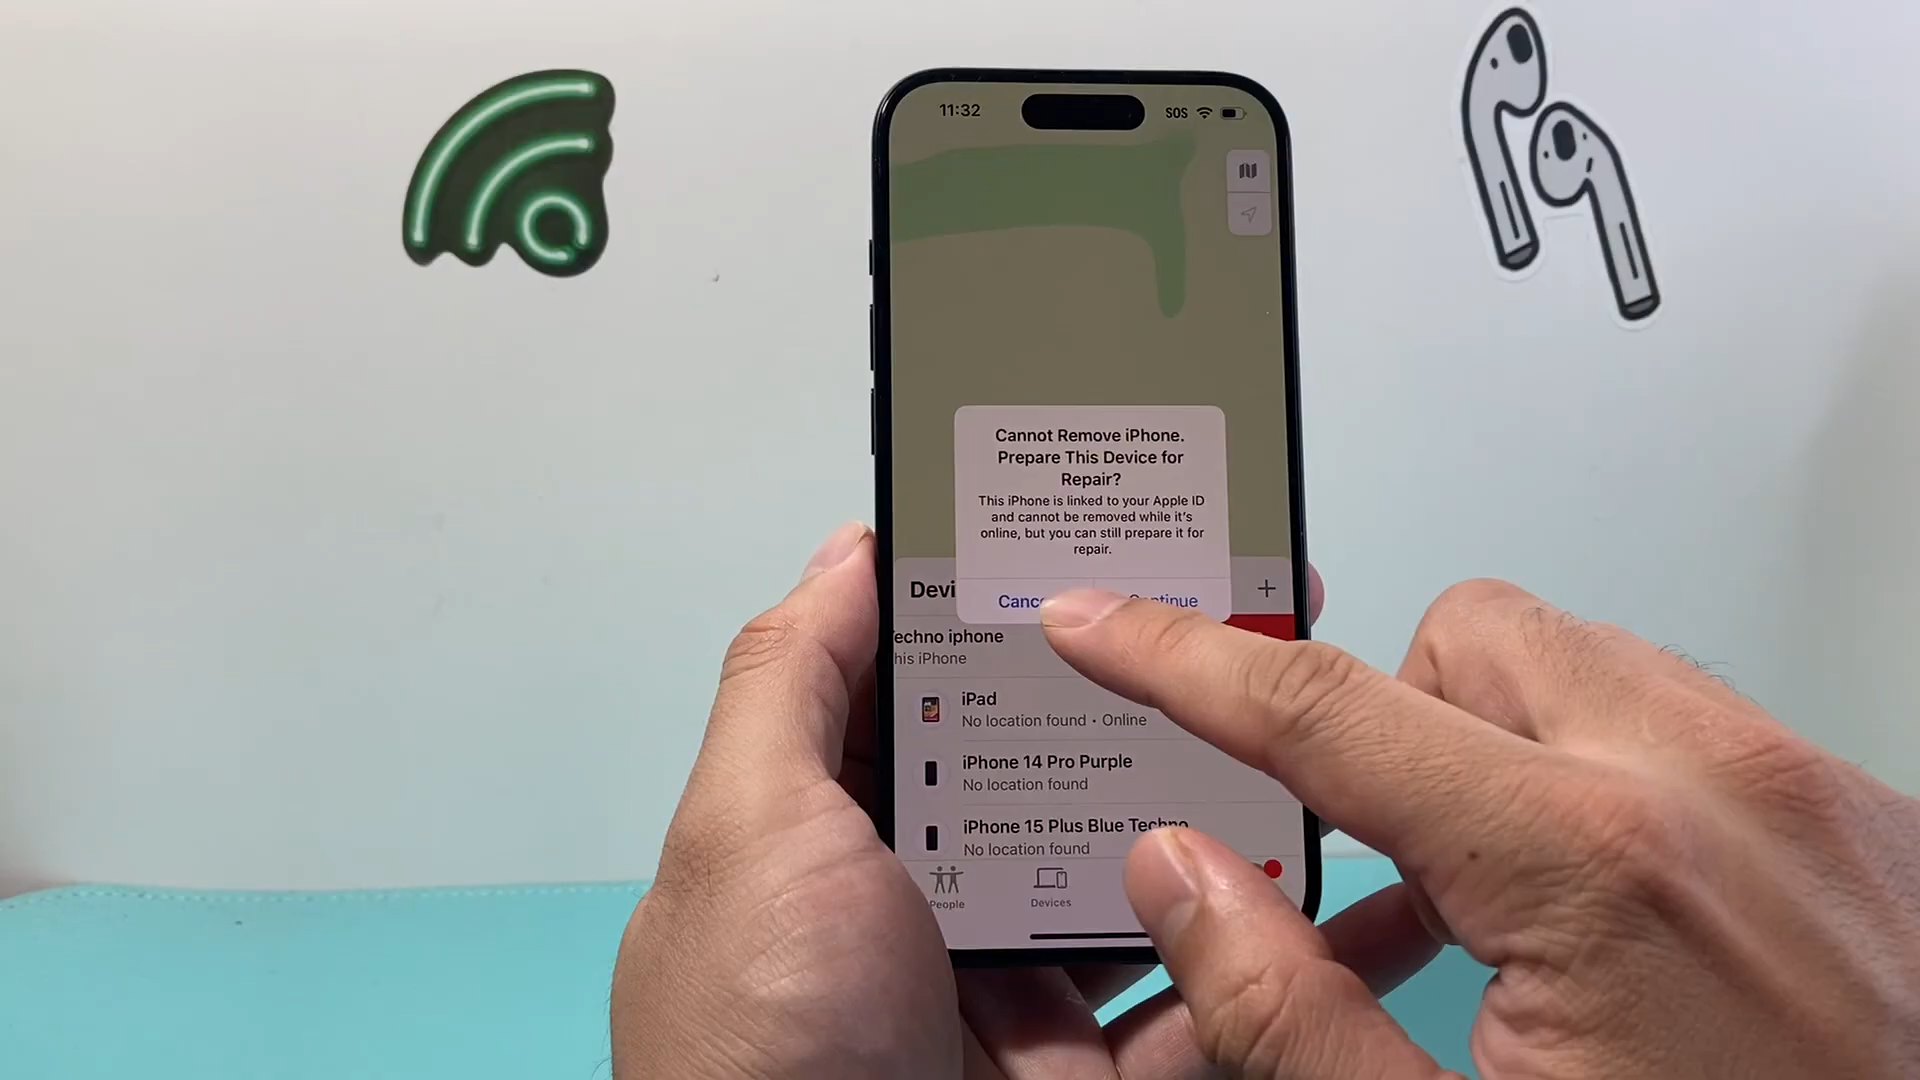 11:32
SOS
Cannot Remove iPhone.
Prepare This Device for
Repair?
This iPhone is linked to your Apple ID
and cannot be removed while it's
online, but you can still prepare it for
repair.
iPhone
This iPhone
iPad
No location found • Online
iPhone 14 Pro Purple
No location found
iPhone 15 Plus Blue Techno
No location found
People
Devices